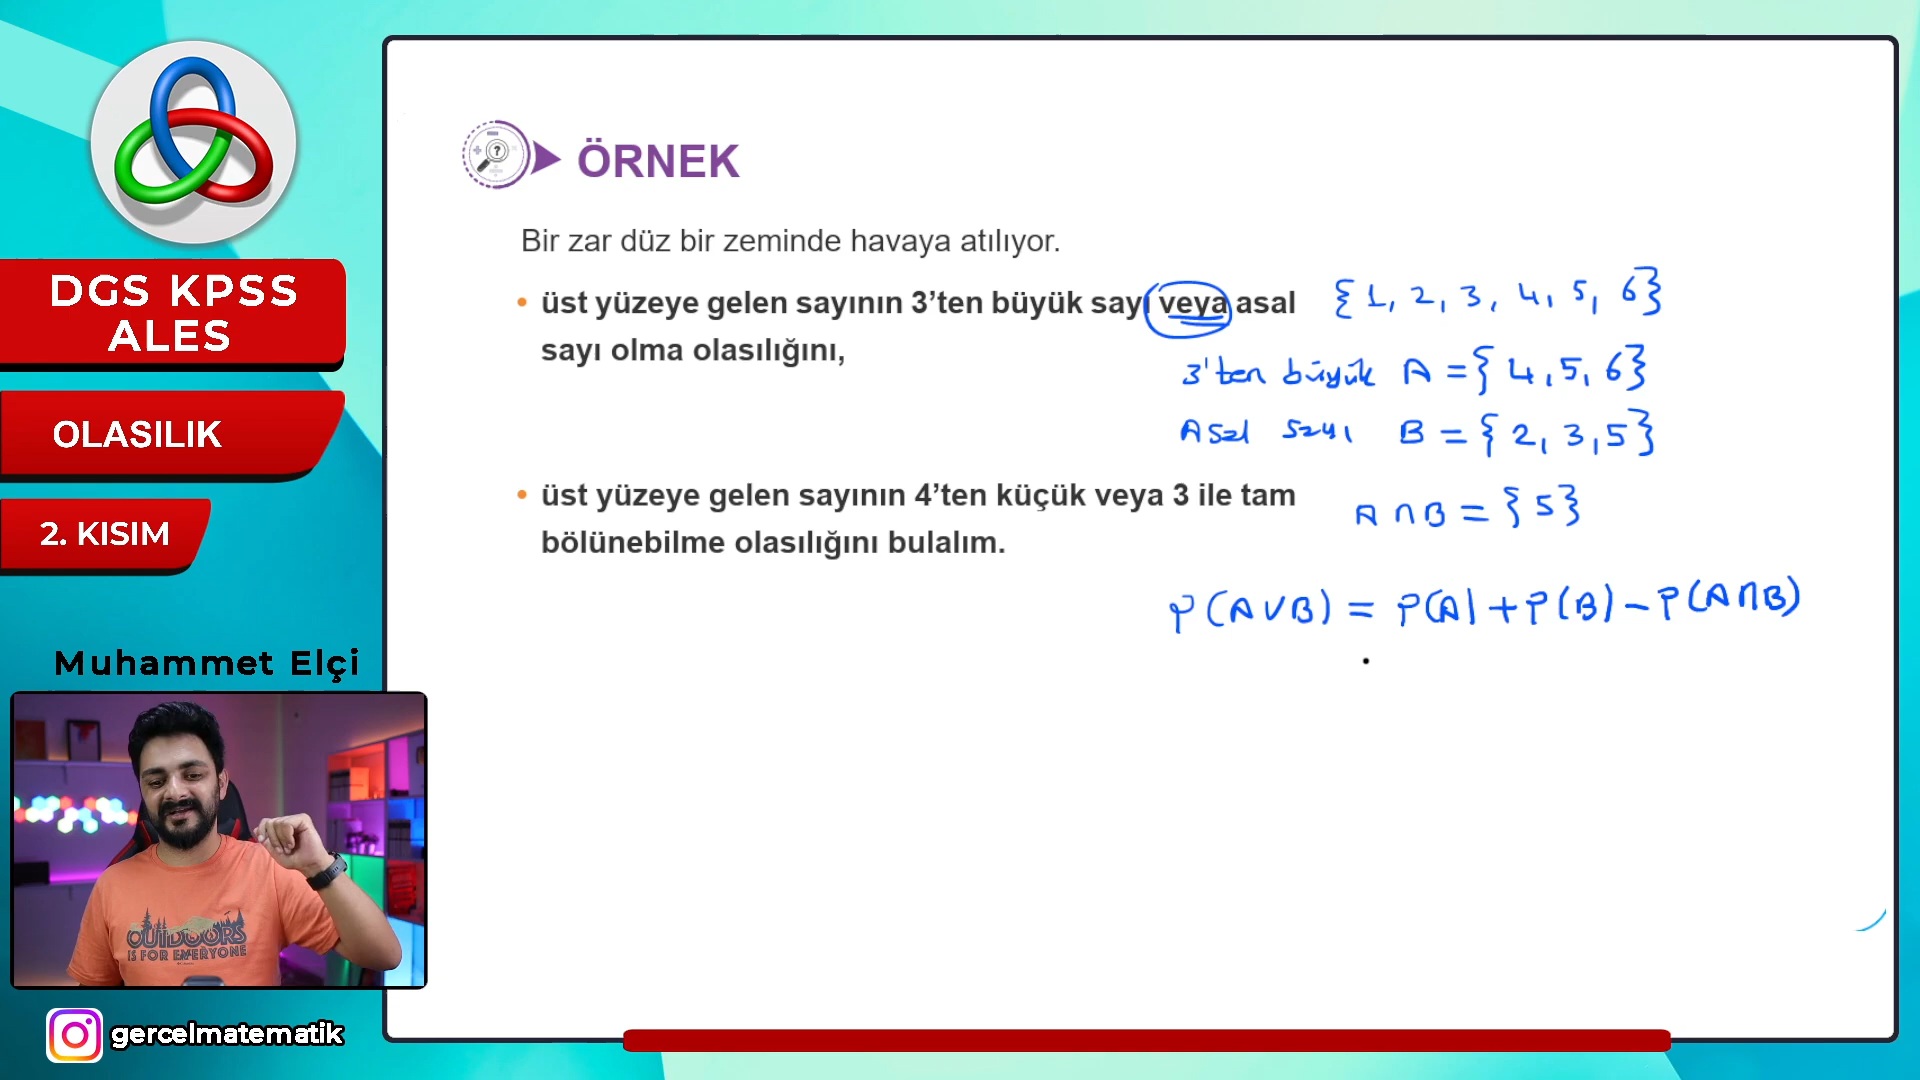 DGS KPSS
ALES
OLASILIK
2. KISIM
Muhammet Elçi
OUTDOORS
IS FOR EVERYONE
gercelmatematik
ÖRNEK
Bir zar düz bir zeminde havaya atılıyor.
• üst yüzeye gelen sayının 3’ten büyük sayı veya asal
sayı olma olasılığını,
{1, 2, 3, 4, 5, 6}
3'ten büyük A = {4, 5, 6}
Asal sayı B = {2, 3, 5}
• üst yüzeye gelen sayının 4’ten küçük veya 3 ile tam
bölünebilme olasılığını bulalım.
A ∩ B = {5}
P(A∪B) = P(A) + P(B) − P(A∩B)